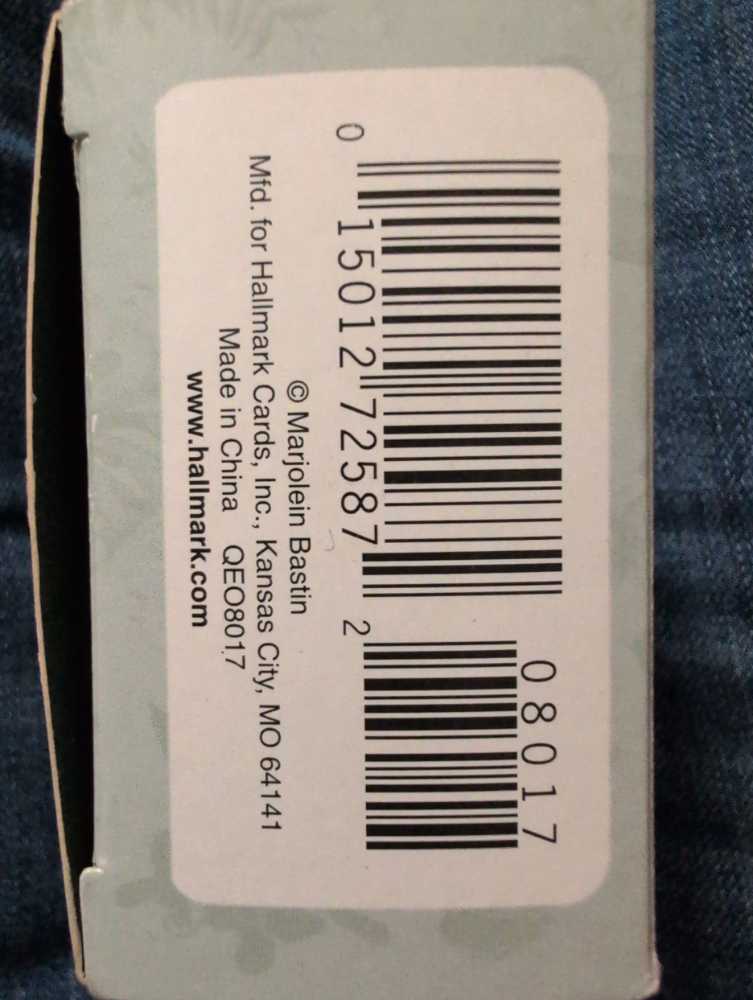 08017
0 15012 72587 2
© Marjolein Bastin
Mfd. for Hallmark Cards, Inc., Kansas City, MO 64141
Made in China QEO8017
www.hallmark.com